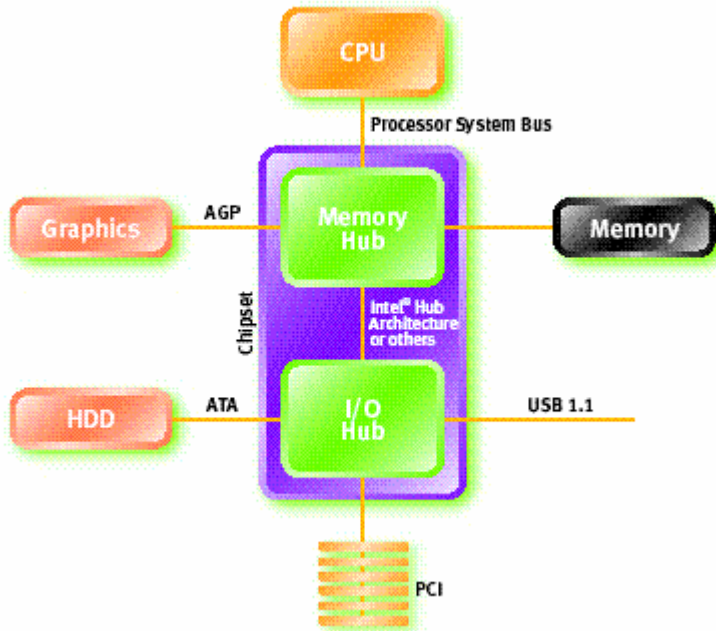 CPU
Processor System Bus
Graphics
AGP
Memory
Hub
Memory
Chipset
Intel® Hub
Architecture
or others
HDD
ATA
I/O
Hub
USB 1.1
PCI